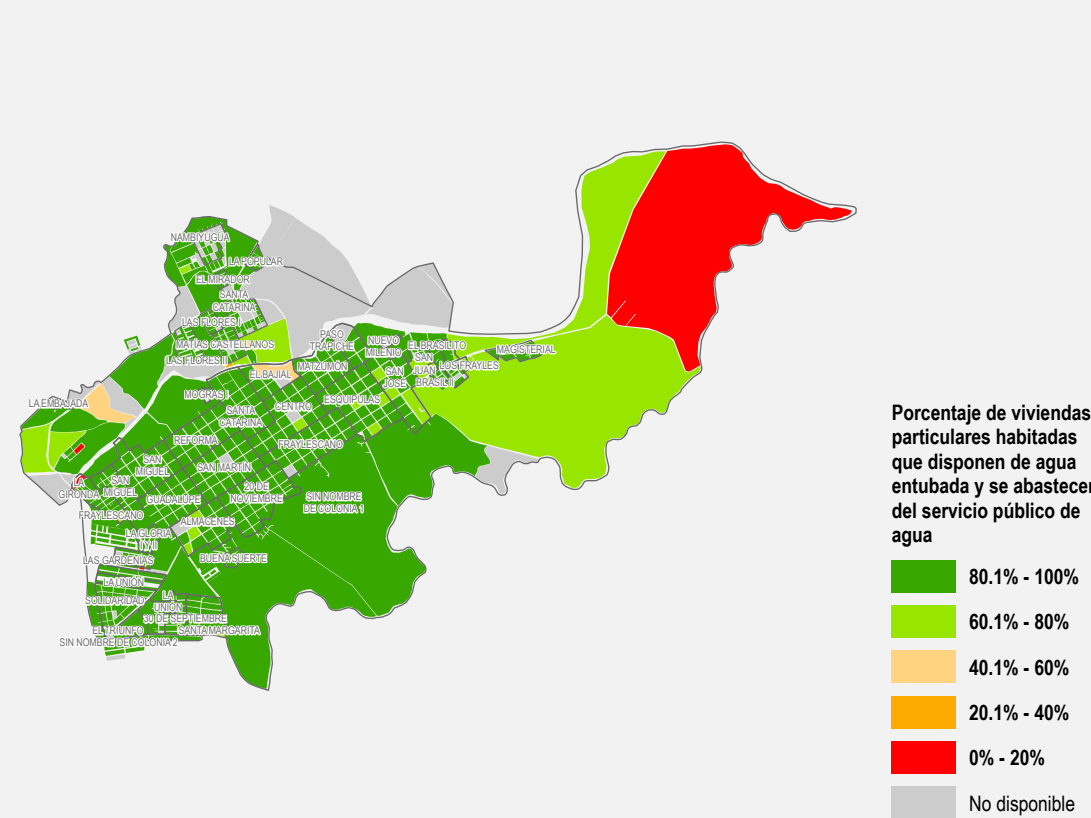 NAMBIYUGUA
LA POPULAR
EL MIRADOR
SANTA
CATARINA
LAS FLORES I
MATÍAS CASTELLANOS
LAS FLORES II
PASO
TRAPICHE
NUEVO
MILENIO
EL BRASILITO
MAGISTERIAL
SAN
JUAN
LOS FRAYLES
BRASIL II
EL BAJIAL
MATZUMÓN
SAN
JOSÉ
LA EMBAJADA
MOGRAS I
SANTA
CATARINA
CENTRO
ESQUIPULAS
REFORMA
FRAYLESCANO
SAN
MIGUEL
SAN MARTÍN
LA
GIRONDA
SAN
MIGUEL
GUADALUPE
20 DE
NOVIEMBRE
SIN NOMBRE
DE COLONIA 1
FRAYLESCANO
ALMACENES
LA GLORIA
I Y II
LAS GARDENIAS
BUENA SUERTE
LA UNIÓN
SOLIDARIDAD
LA
UNIÓN
30 DE SEPTIEMBRE
EL TRIUNFO
SANTA MARGARITA
SIN NOMBRE DE COLONIA 2
Porcentaje de viviendas
particulares habitadas
que disponen de agua
entubada y se abastecen
del servicio público de
agua
80.1% - 100%
60.1% - 80%
40.1% - 60%
20.1% - 40%
0% - 20%
No disponible